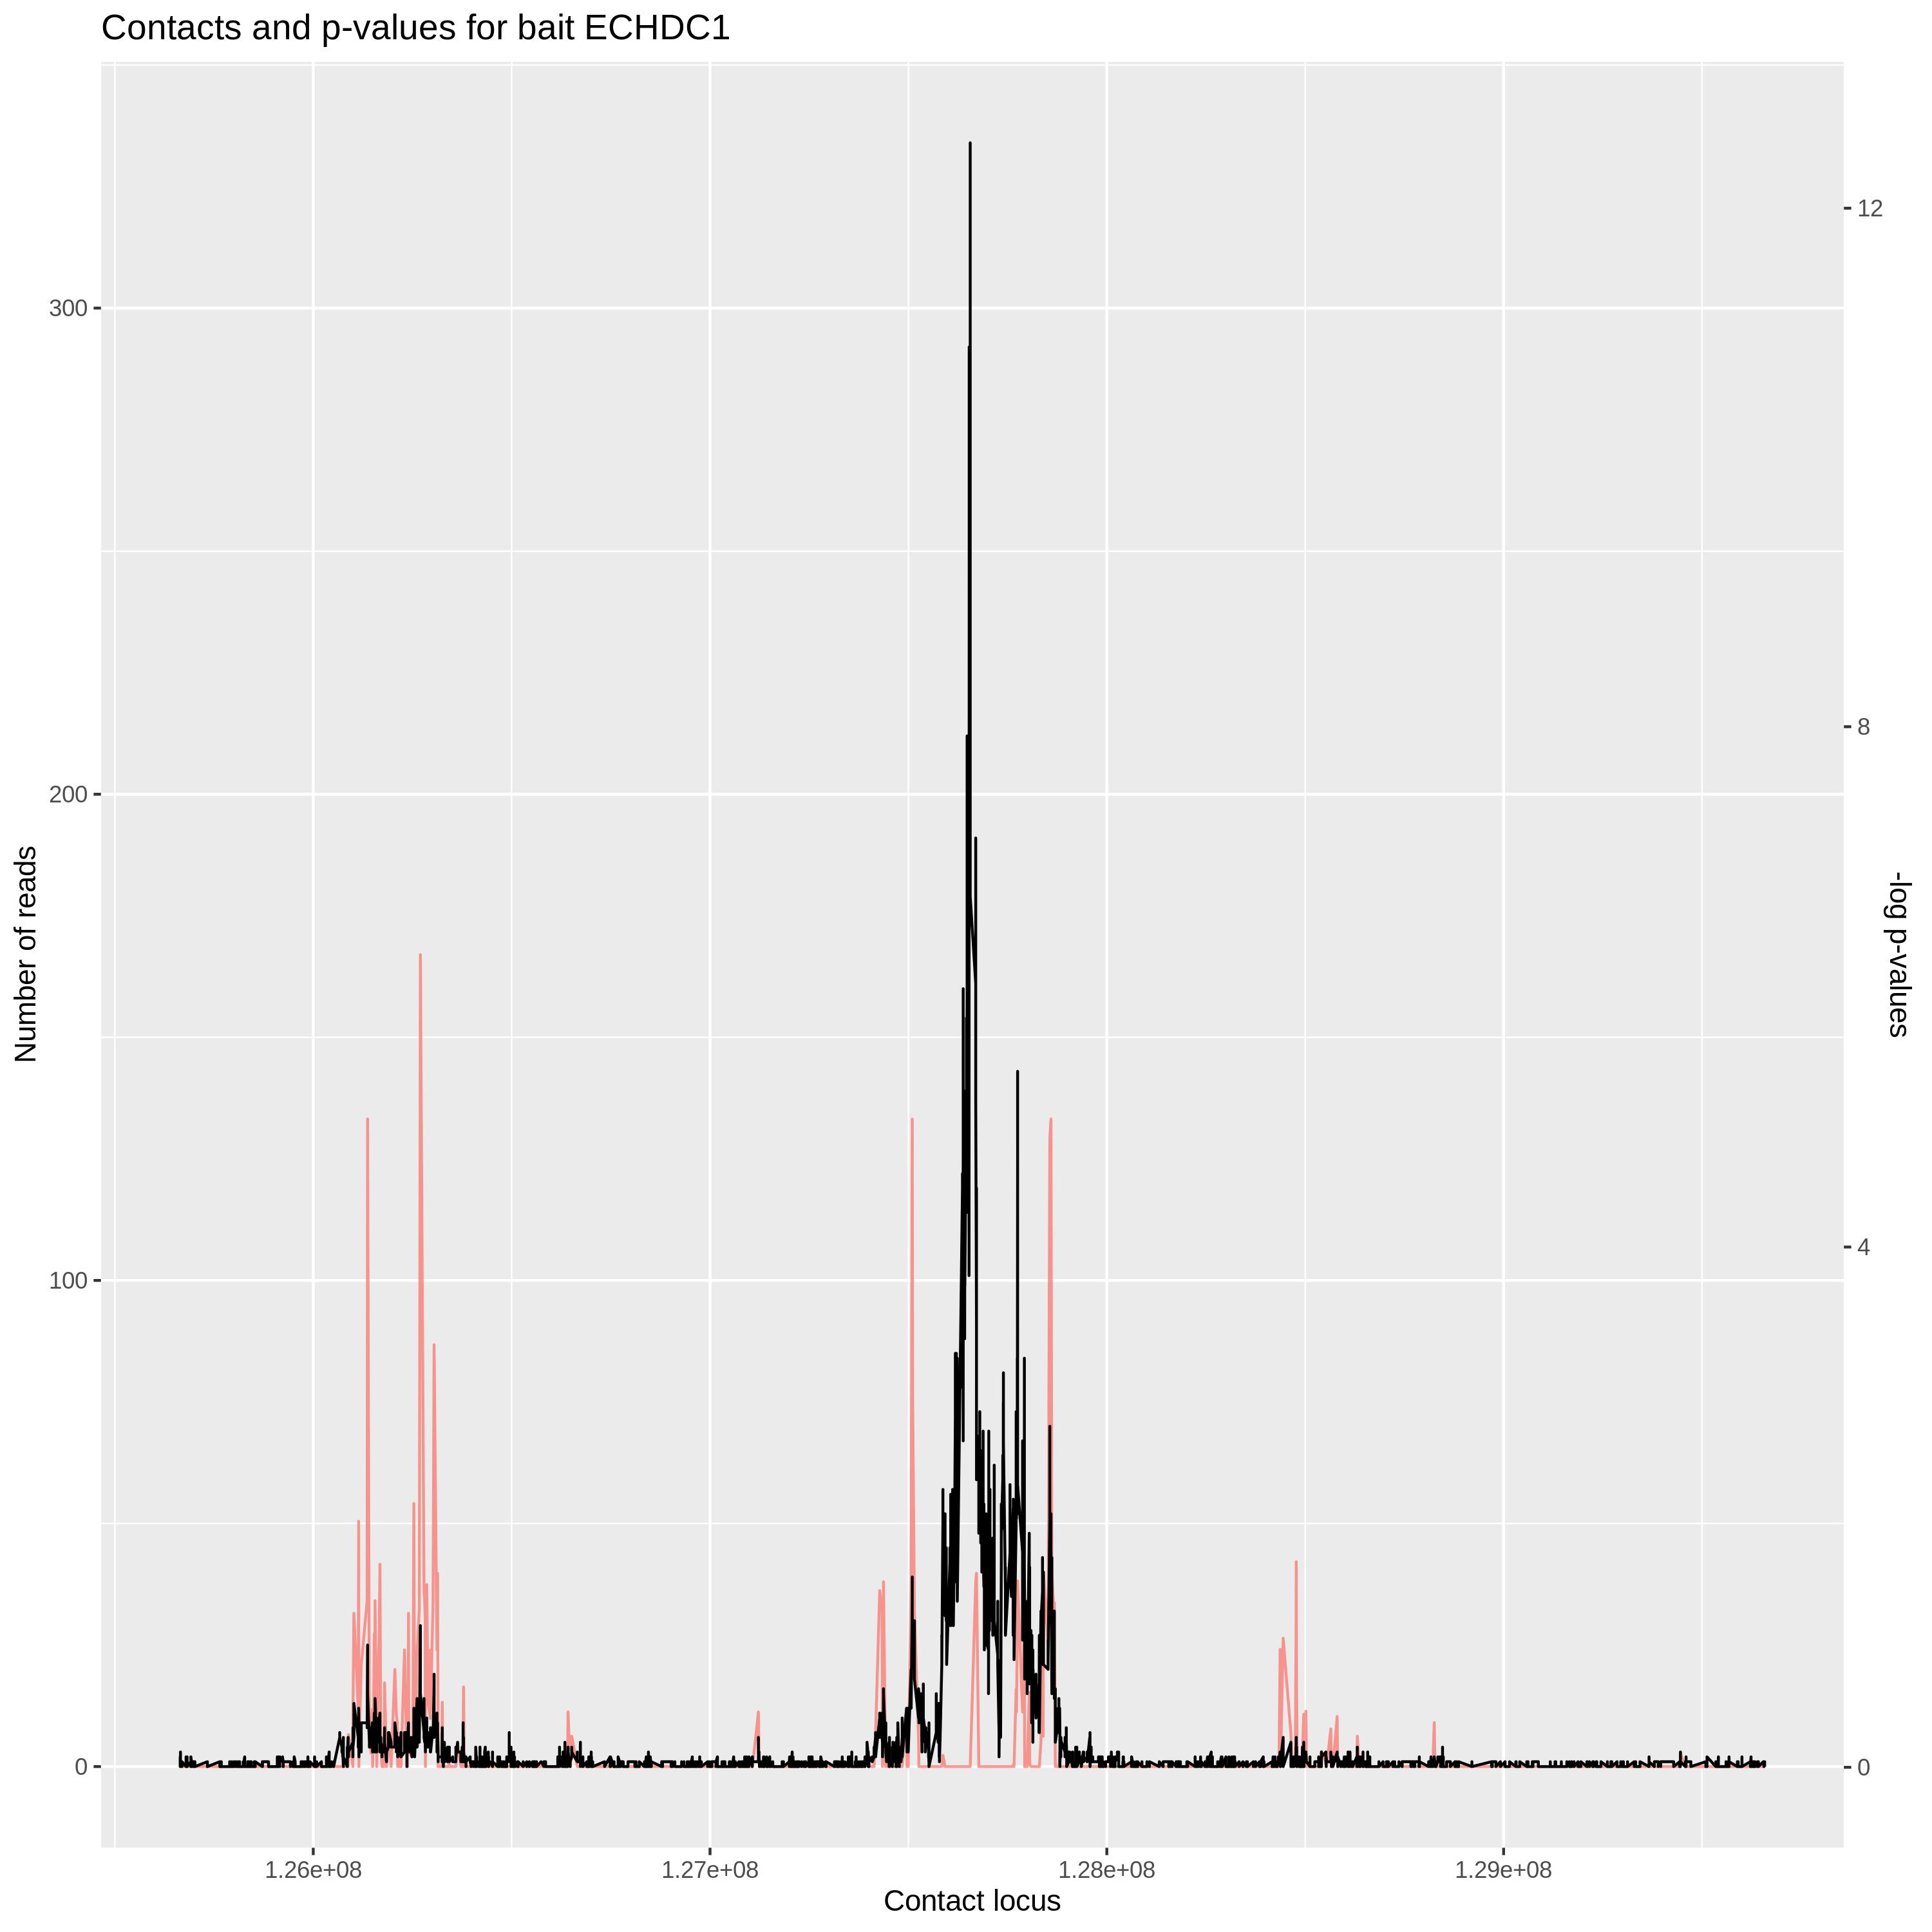 Contacts and p-values for bait ECHDC1
Number of reads
300
200
100
0
12
8
4
0
-log p-values
1.26e+08
1.27e+08
1.28e+08
1.29e+08
Contact locus